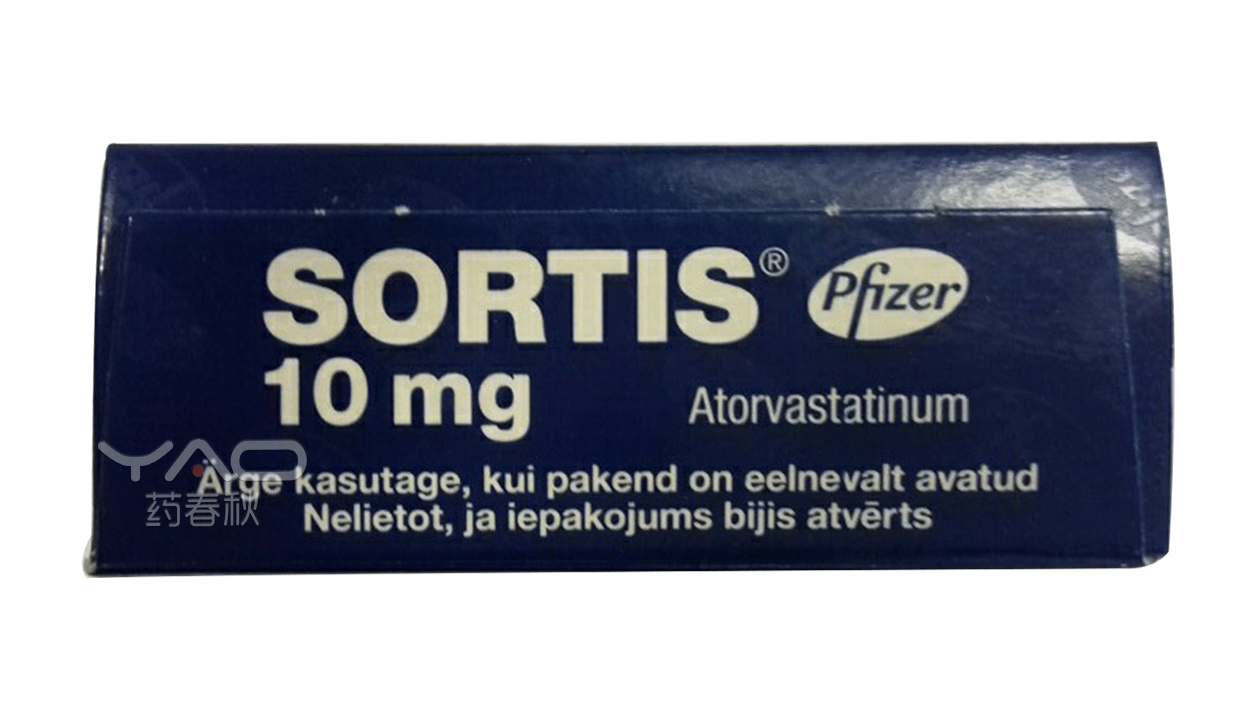 SORTIS® Pfizer
10 mg Atorvastatinum
Ärge kasutage, kui pakend on eelnevalt avatud
Nelietot, ja iepakojums bijis atvērts
YAO
药春秋